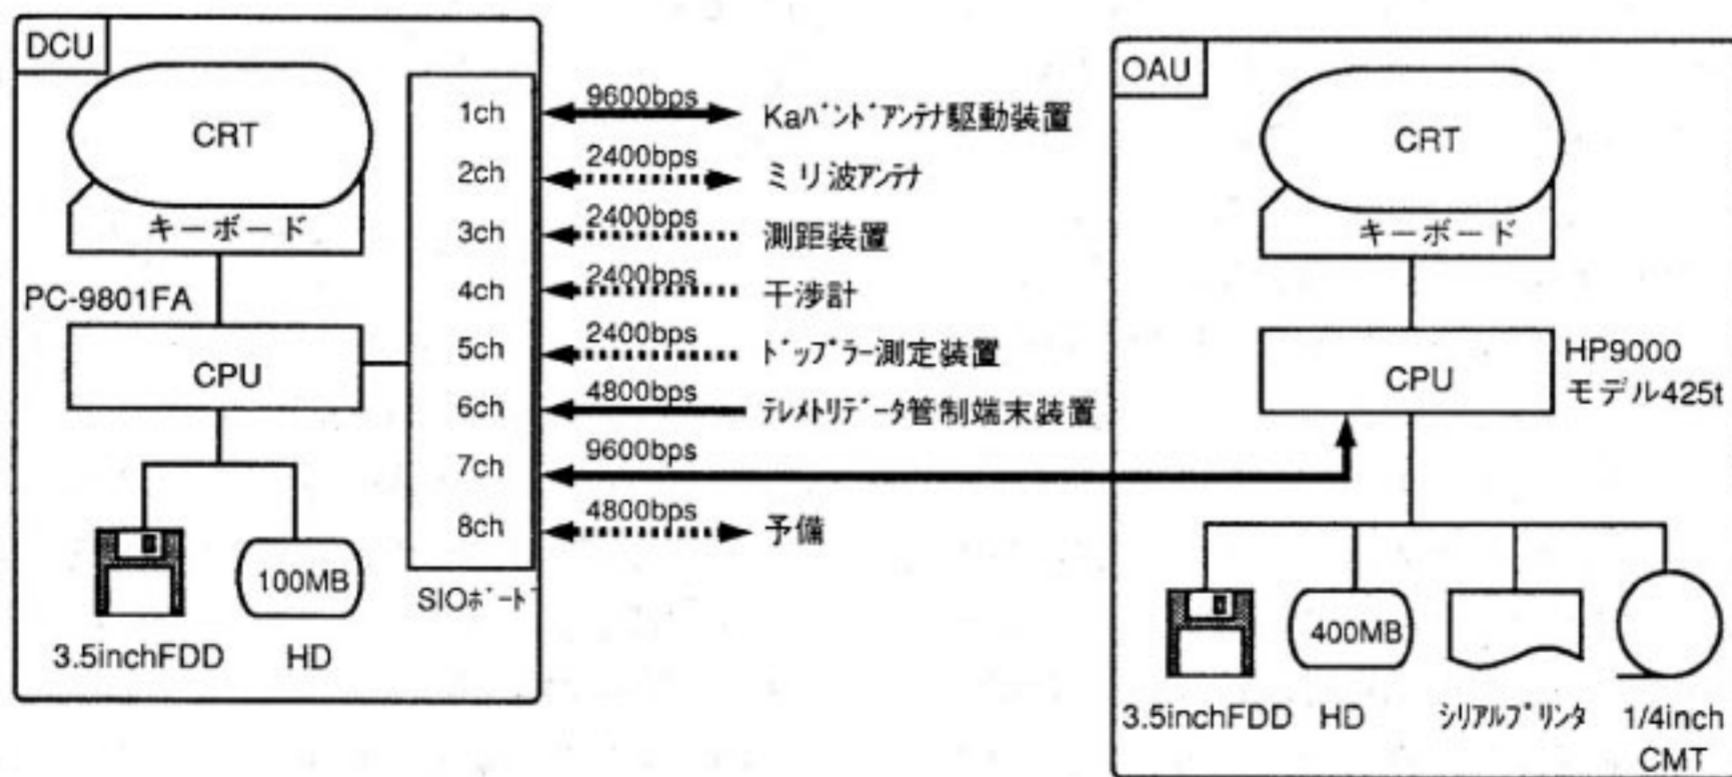 DCU
CRT
キーボード
PC-9801FA
CPU
100MB
3.5inchFDD
HD
1ch
2ch
3ch
4ch
5ch
6ch
7ch
8ch
SIOボード
9600bps
Kaバンドアンテナ駆動装置
2400bps
ミリ波アンテナ
2400bps
測距装置
2400bps
干渉計
2400bps
ドップラー測定装置
4800bps
テレメトリデータ管制端末装置
9600bps
4800bps
予備
OAU
CRT
キーボード
CPU
HP9000
モデル425t
400MB
3.5inchFDD
HD
シリアルプリンタ
1/4inch
CMT